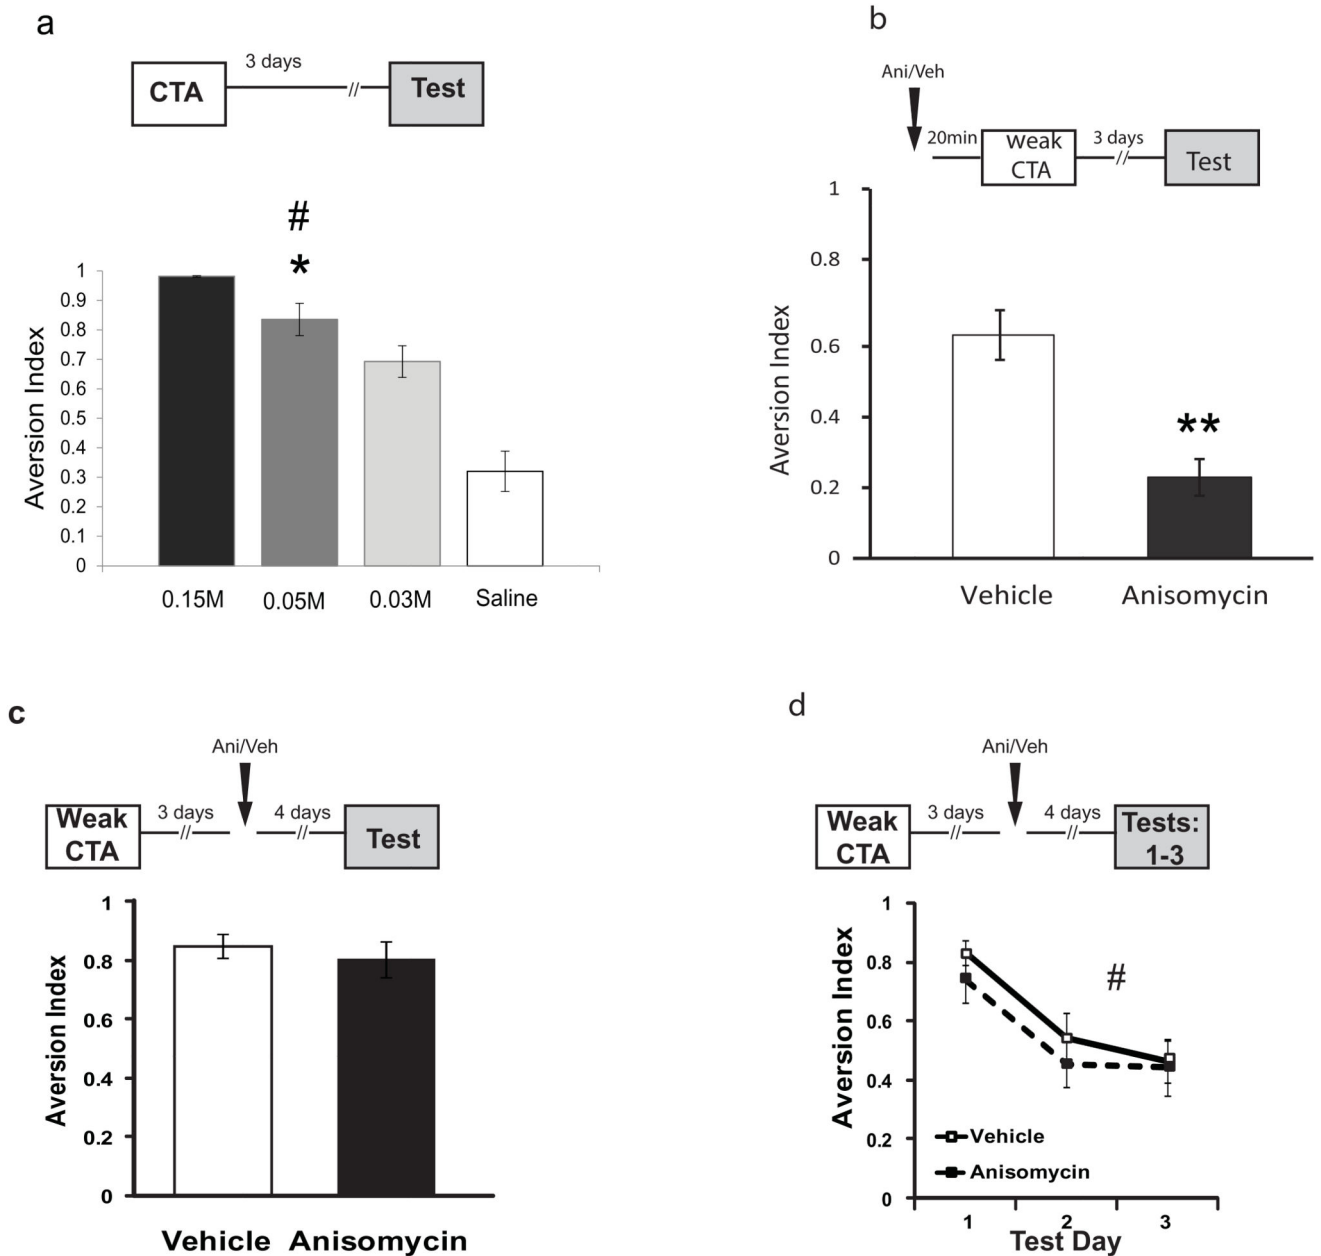 a
3 days
CTA
Test
#
*
1
0.9
0.8
0.7
0.6
0.5
0.4
0.3
0.2
0.1
0
Aversion Index
0.15M 0.05M 0.03M Saline
b
Ani/Veh
20min
weak
CTA
3 days
Test
1
0.8
0.6
0.4
0.2
0
Aversion Index
**
Vehicle Anisomycin
c
Ani/Veh
Weak
CTA
3 days
4 days
Test
1
0.8
0.6
0.4
0.2
0
Aversion Index
Vehicle Anisomycin
d
Ani/Veh
Weak
CTA
3 days
4 days
Tests:
1-3
1
0.8
0.6
0.4
0.2
0
Aversion Index
#
Vehicle
Anisomycin
1 2 3
Test Day